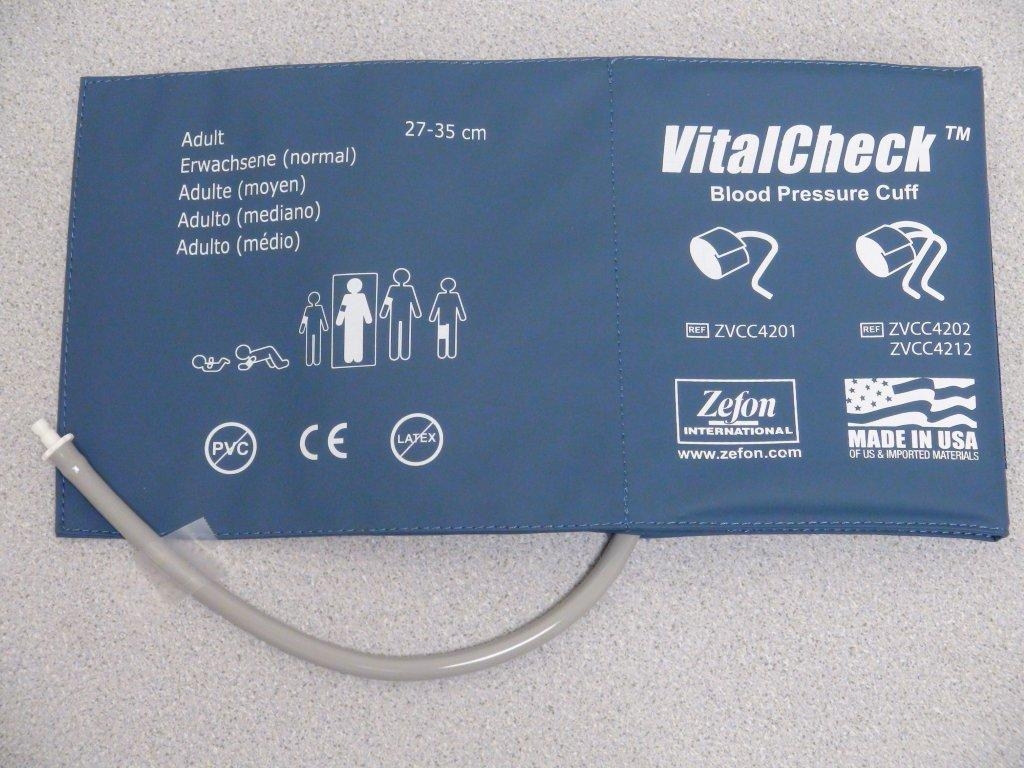 Adult
27-35 cm
Erwachsene (normal)
Adulte (moyen)
Adulto (mediano)
Adulto (médio)
PVC
CE
LATEX
VitalCheck™
Blood Pressure Cuff
REF ZVCC4201
REF ZVCC4202
ZVCC4212
Zefon
INTERNATIONAL
www.zefon.com
MADE IN USA
OF US & IMPORTED MATERIALS